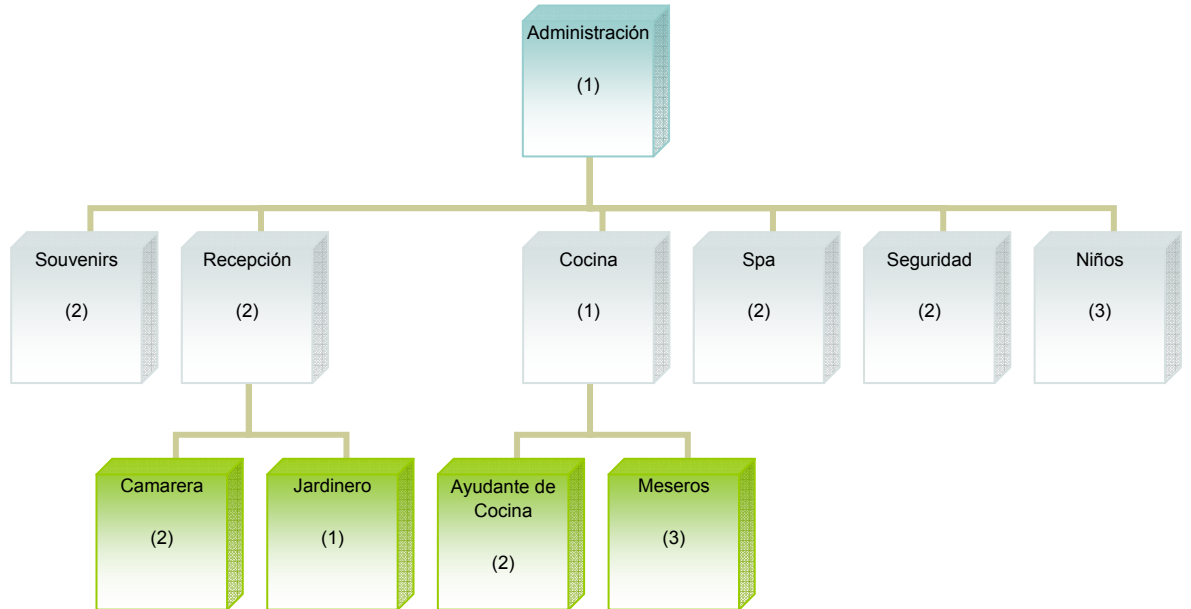 Administración
(1)
Souvenirs
(2)
Recepción
(2)
Cocina
(1)
Spa
(2)
Seguridad
(2)
Niños
(3)
Camarera
(2)
Jardinero
(1)
Ayudante de
Cocina
(2)
Meseros
(3)